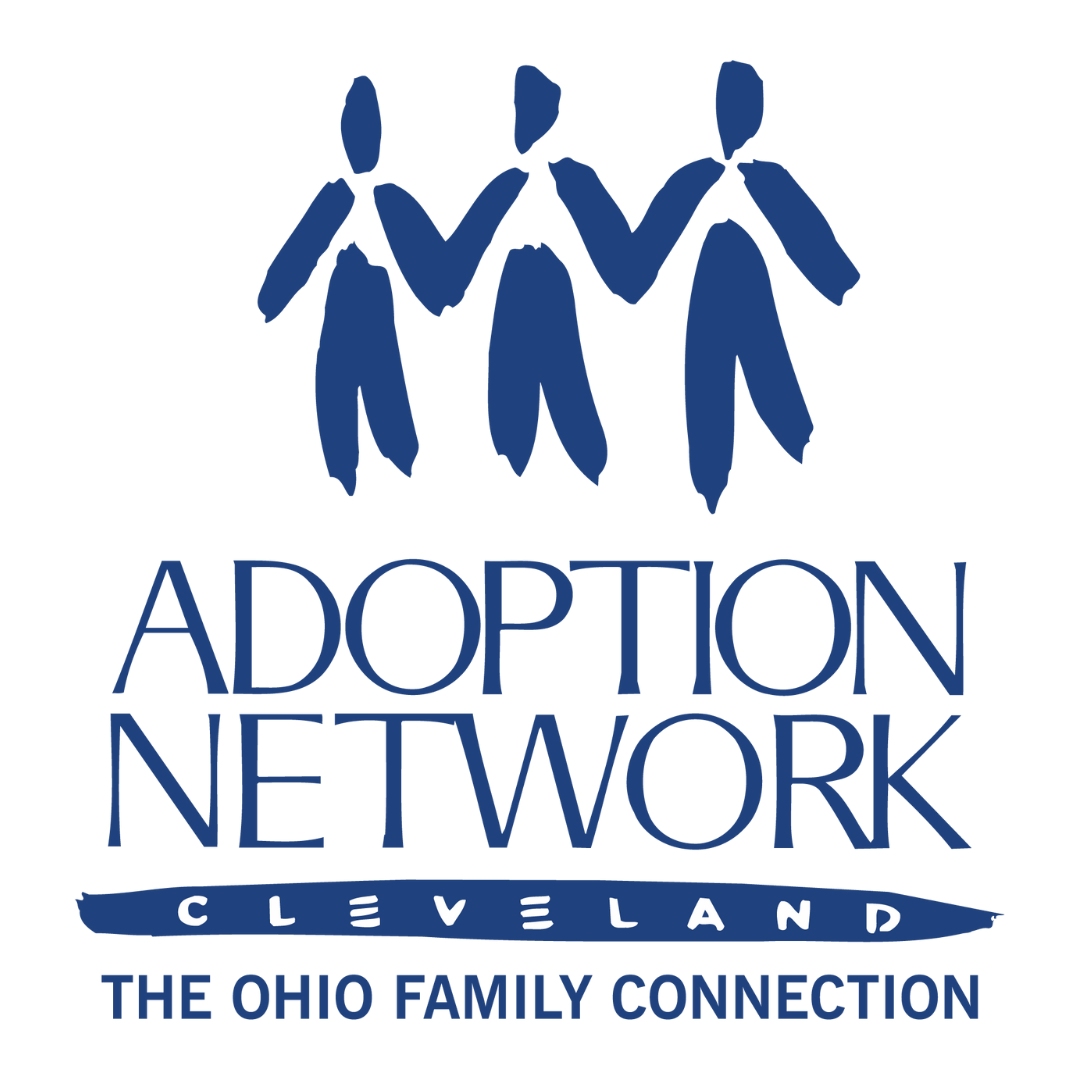 ADOPTION
NETWORK
CLEVELAND
THE OHIO FAMILY CONNECTION